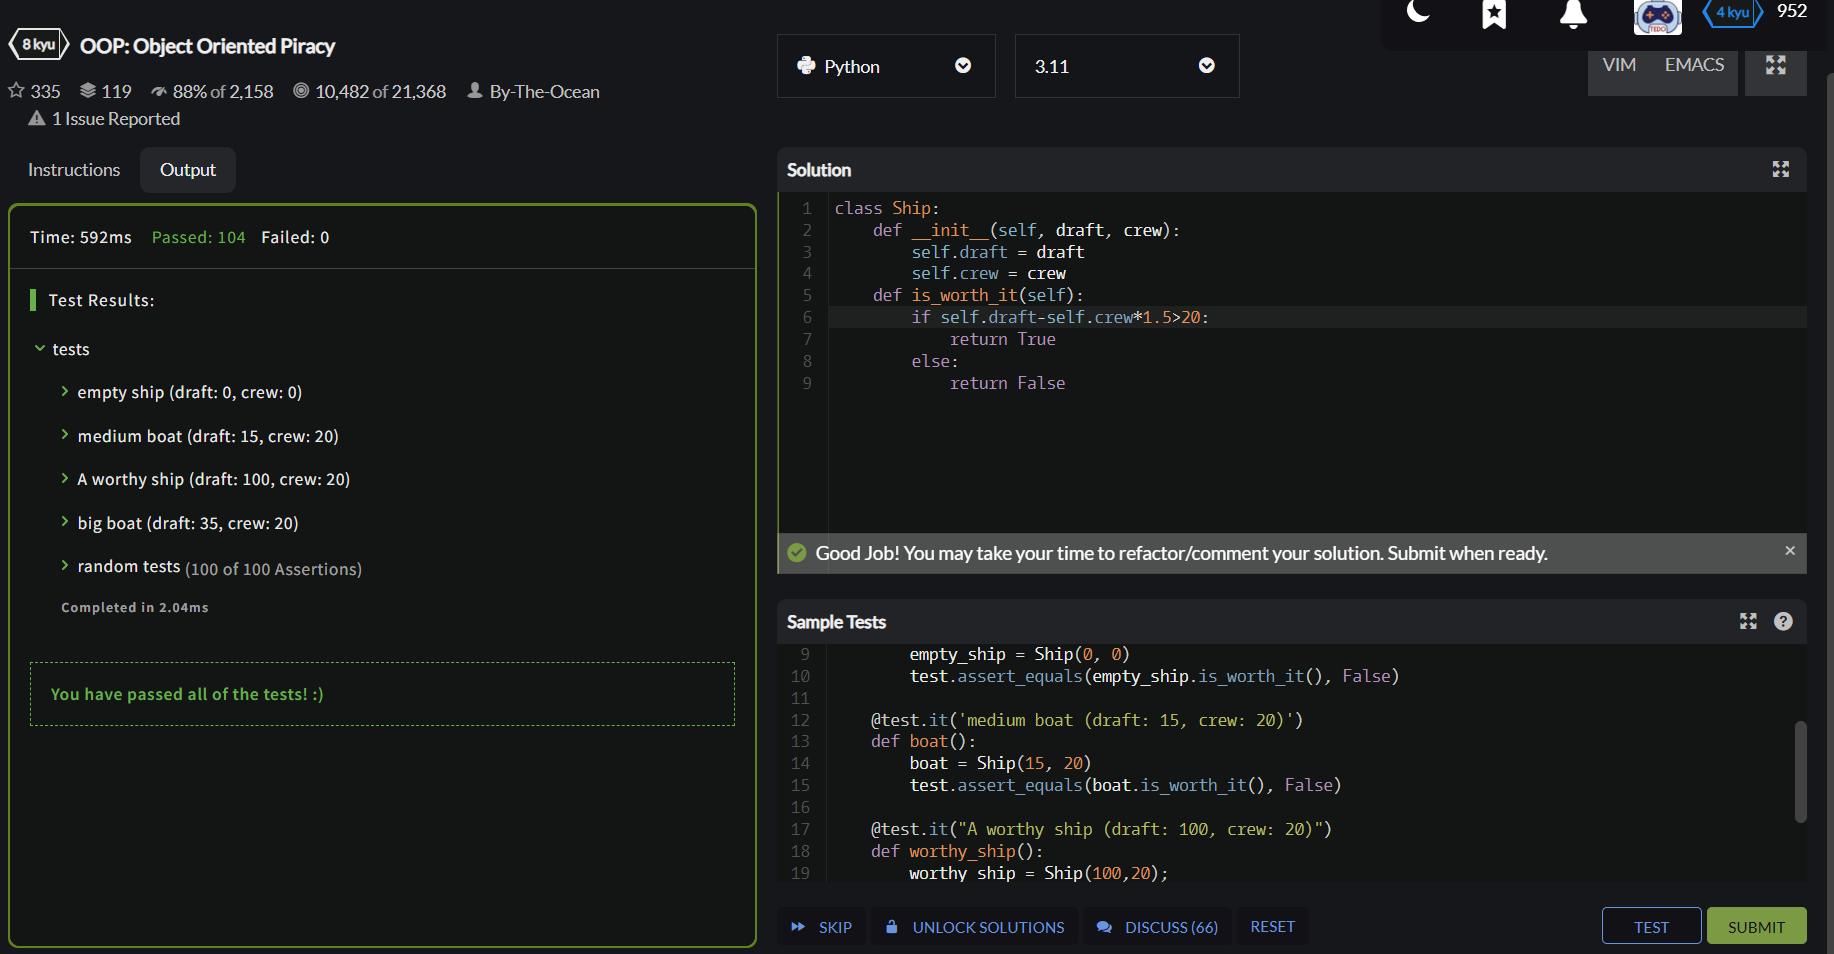 8 kyu OOP: Object Oriented Piracy
335 119 88% of 2,158 10,482 of 21,368 By-The-Ocean
1 Issue Reported
Instructions Output
Time: 592ms Passed: 104 Failed: 0
Test Results:
tests
empty ship (draft: 0, crew: 0)
medium boat (draft: 15, crew: 20)
A worthy ship (draft: 100, crew: 20)
big boat (draft: 35, crew: 20)
random tests (100 of 100 Assertions)
Completed in 2.04ms
You have passed all of the tests! :)
TEDO 4 kyu 952
Python 3.11 VIM EMACS
Solution
1 class Ship:
2     def __init__(self, draft, crew):
3         self.draft = draft
4         self.crew = crew
5     def is_worth_it(self):
6         if self.draft-self.crew*1.5>20:
7             return True
8         else:
9             return False
Good Job! You may take your time to refactor/comment your solution. Submit when ready. ×
Sample Tests ?
9         empty_ship = Ship(0, 0)
10         test.assert_equals(empty_ship.is_worth_it(), False)
11
12     @test.it('medium boat (draft: 15, crew: 20)')
13     def boat():
14         boat = Ship(15, 20)
15         test.assert_equals(boat.is_worth_it(), False)
16
17     @test.it("A worthy ship (draft: 100, crew: 20)")
18     def worthy_ship():
19         worthy_ship = Ship(100,20);
SKIP UNLOCK SOLUTIONS DISCUSS (66) RESET TEST SUBMIT